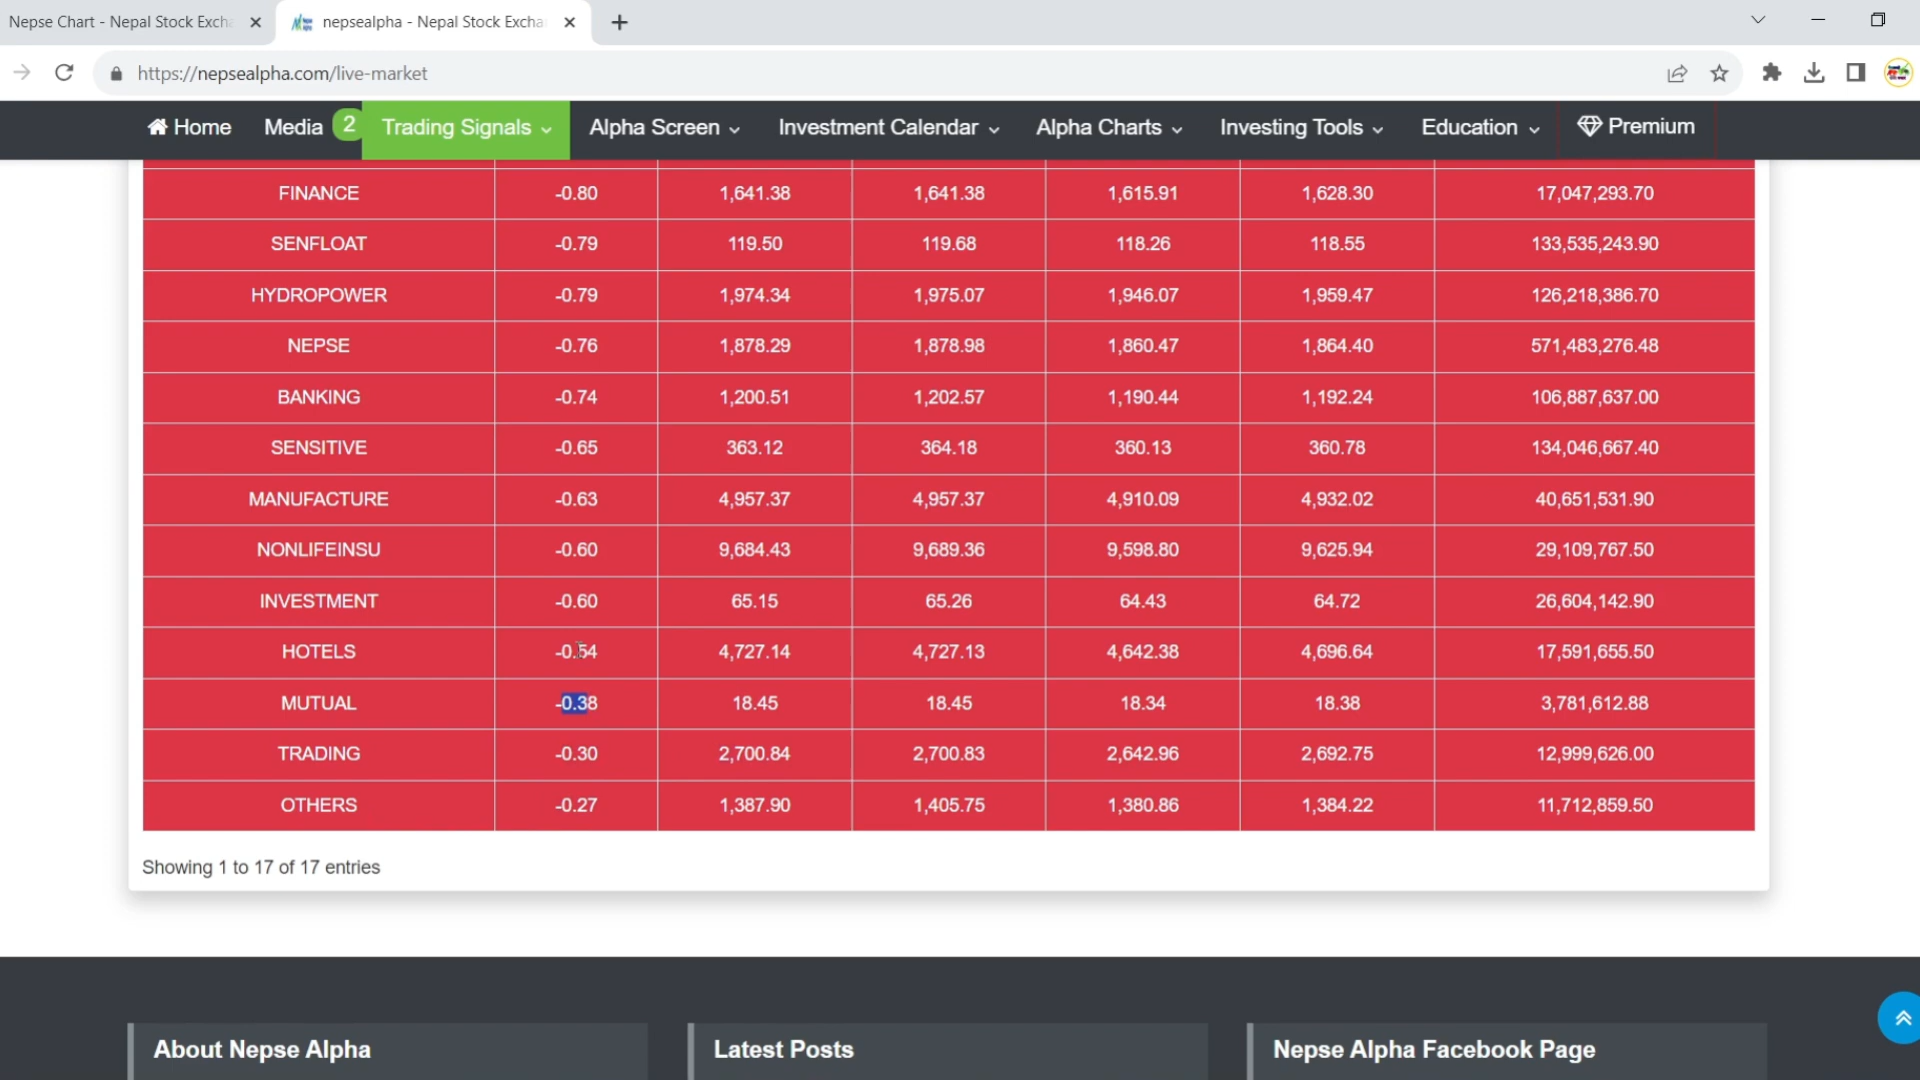 Nepse Chart - Nepal Stock Exch
nepsealpha - Nepal Stock Excha
https://nepsealpha.com/live-market
Home Media 2 Trading Signals Alpha Screen Investment Calendar Alpha Charts Investing Tools Education Premium
FINANCE -0.80 1,641.38 1,641.38 1,615.91 1,628.30 17,047,293.70
SENFLOAT -0.79 119.50 119.68 118.26 118.55 133,535,243.90
HYDROPOWER -0.79 1,974.34 1,975.07 1,946.07 1,959.47 126,218,386.70
NEPSE -0.76 1,878.29 1,878.98 1,860.47 1,864.40 571,483,276.48
BANKING -0.74 1,200.51 1,202.57 1,190.44 1,192.24 106,887,637.00
SENSITIVE -0.65 363.12 364.18 360.13 360.78 134,046,667.40
MANUFACTURE -0.63 4,957.37 4,957.37 4,910.09 4,932.02 40,651,531.90
NONLIFEINSU -0.60 9,684.43 9,689.36 9,598.80 9,625.94 29,109,767.50
INVESTMENT -0.60 65.15 65.26 64.43 64.72 26,604,142.90
HOTELS -0.54 4,727.14 4,727.13 4,642.38 4,696.64 17,591,655.50
MUTUAL -0.38 18.45 18.45 18.34 18.38 3,781,612.88
TRADING -0.30 2,700.84 2,700.83 2,642.96 2,692.75 12,999,626.00
OTHERS -0.27 1,387.90 1,405.75 1,380.86 1,384.22 11,712,859.50
Showing 1 to 17 of 17 entries
About Nepse Alpha
Latest Posts
Nepse Alpha Facebook Page